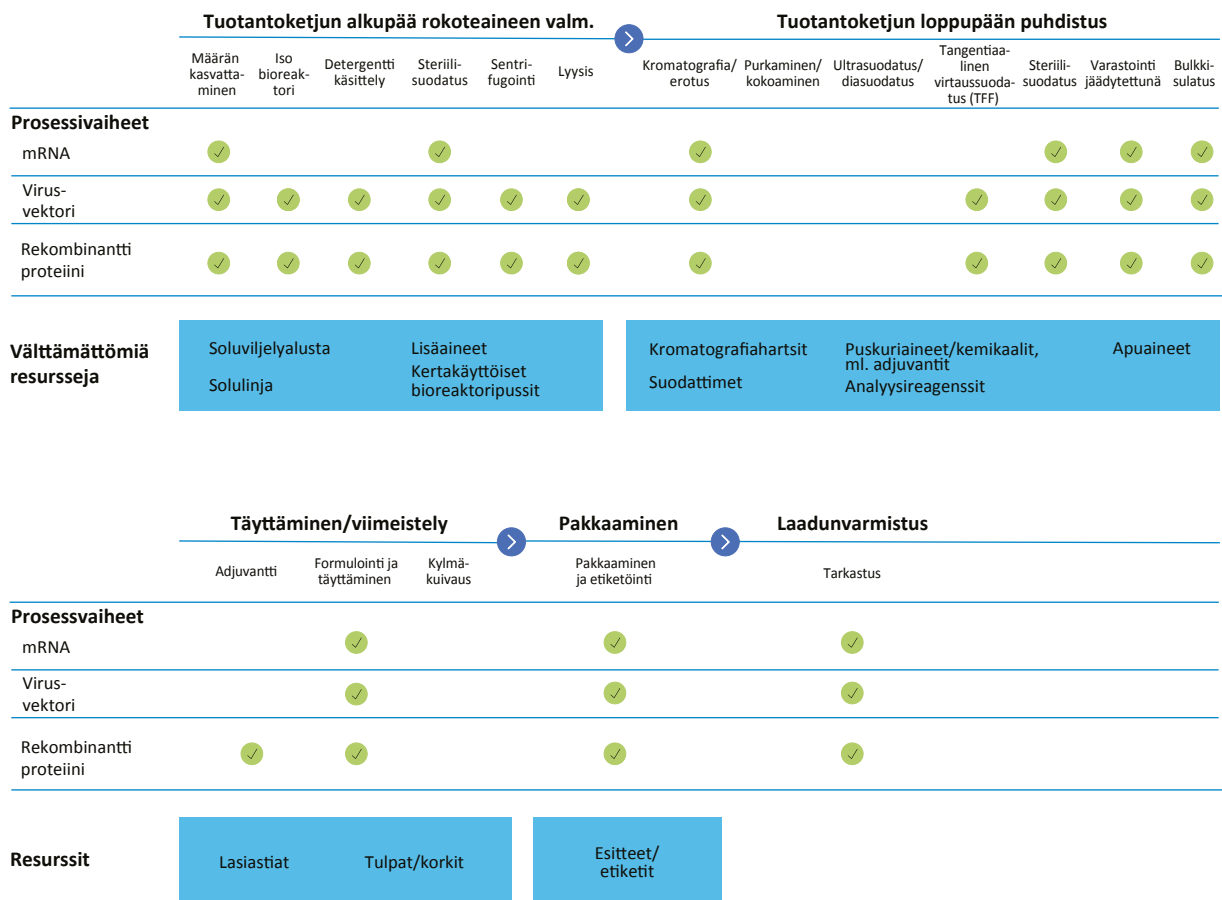 Tuotantoketjun alkupää rokoteaineen valm.
Tuotantoketjun loppupään puhdistus
Määrän
kasvatta-
minen
Iso
bioreak-
tori
Detergentti
käsittely
Steriili-
suodatus
Sentri-
fugointi
Lyysis
Kromatografia/
erotus
Purkaminen/
kokoaminen
Ultrasuodatus/
diasuodatus
Tangentiaa-
linen
virtaussuoda-
tus (TFF)
Steriili-
suodatus
Varastointi
jäädytettynä
Bulkki-
sulatus
Prosessivaiheet
mRNA
Virus-
vektori
Rekombinantti
proteiini
Välttämättömiä
resursseja
Soluviljelyalusta
Solulinja
Lisäaineet
Kertakäyttöiset
bioreaktoripussit
Kromatografiahartsit
Suodattimet
Puskuriaineet/kemikaalit,
ml. adjuvantit
Analyysireagenssit
Apuaineet
Täyttäminen/viimeistely
Pakkaaminen
Laadunvarmistus
Adjuvantti
Formulointi ja
täyttäminen
Kylmä-
kuivaus
Pakkaaminen
ja etiketöinti
Tarkastus
Prosessvaiheet
mRNA
Virus-
vektori
Rekombinantti
proteiini
Resurssit
Lasiastiat
Tulpat/korkit
Esitteet/
etiketit